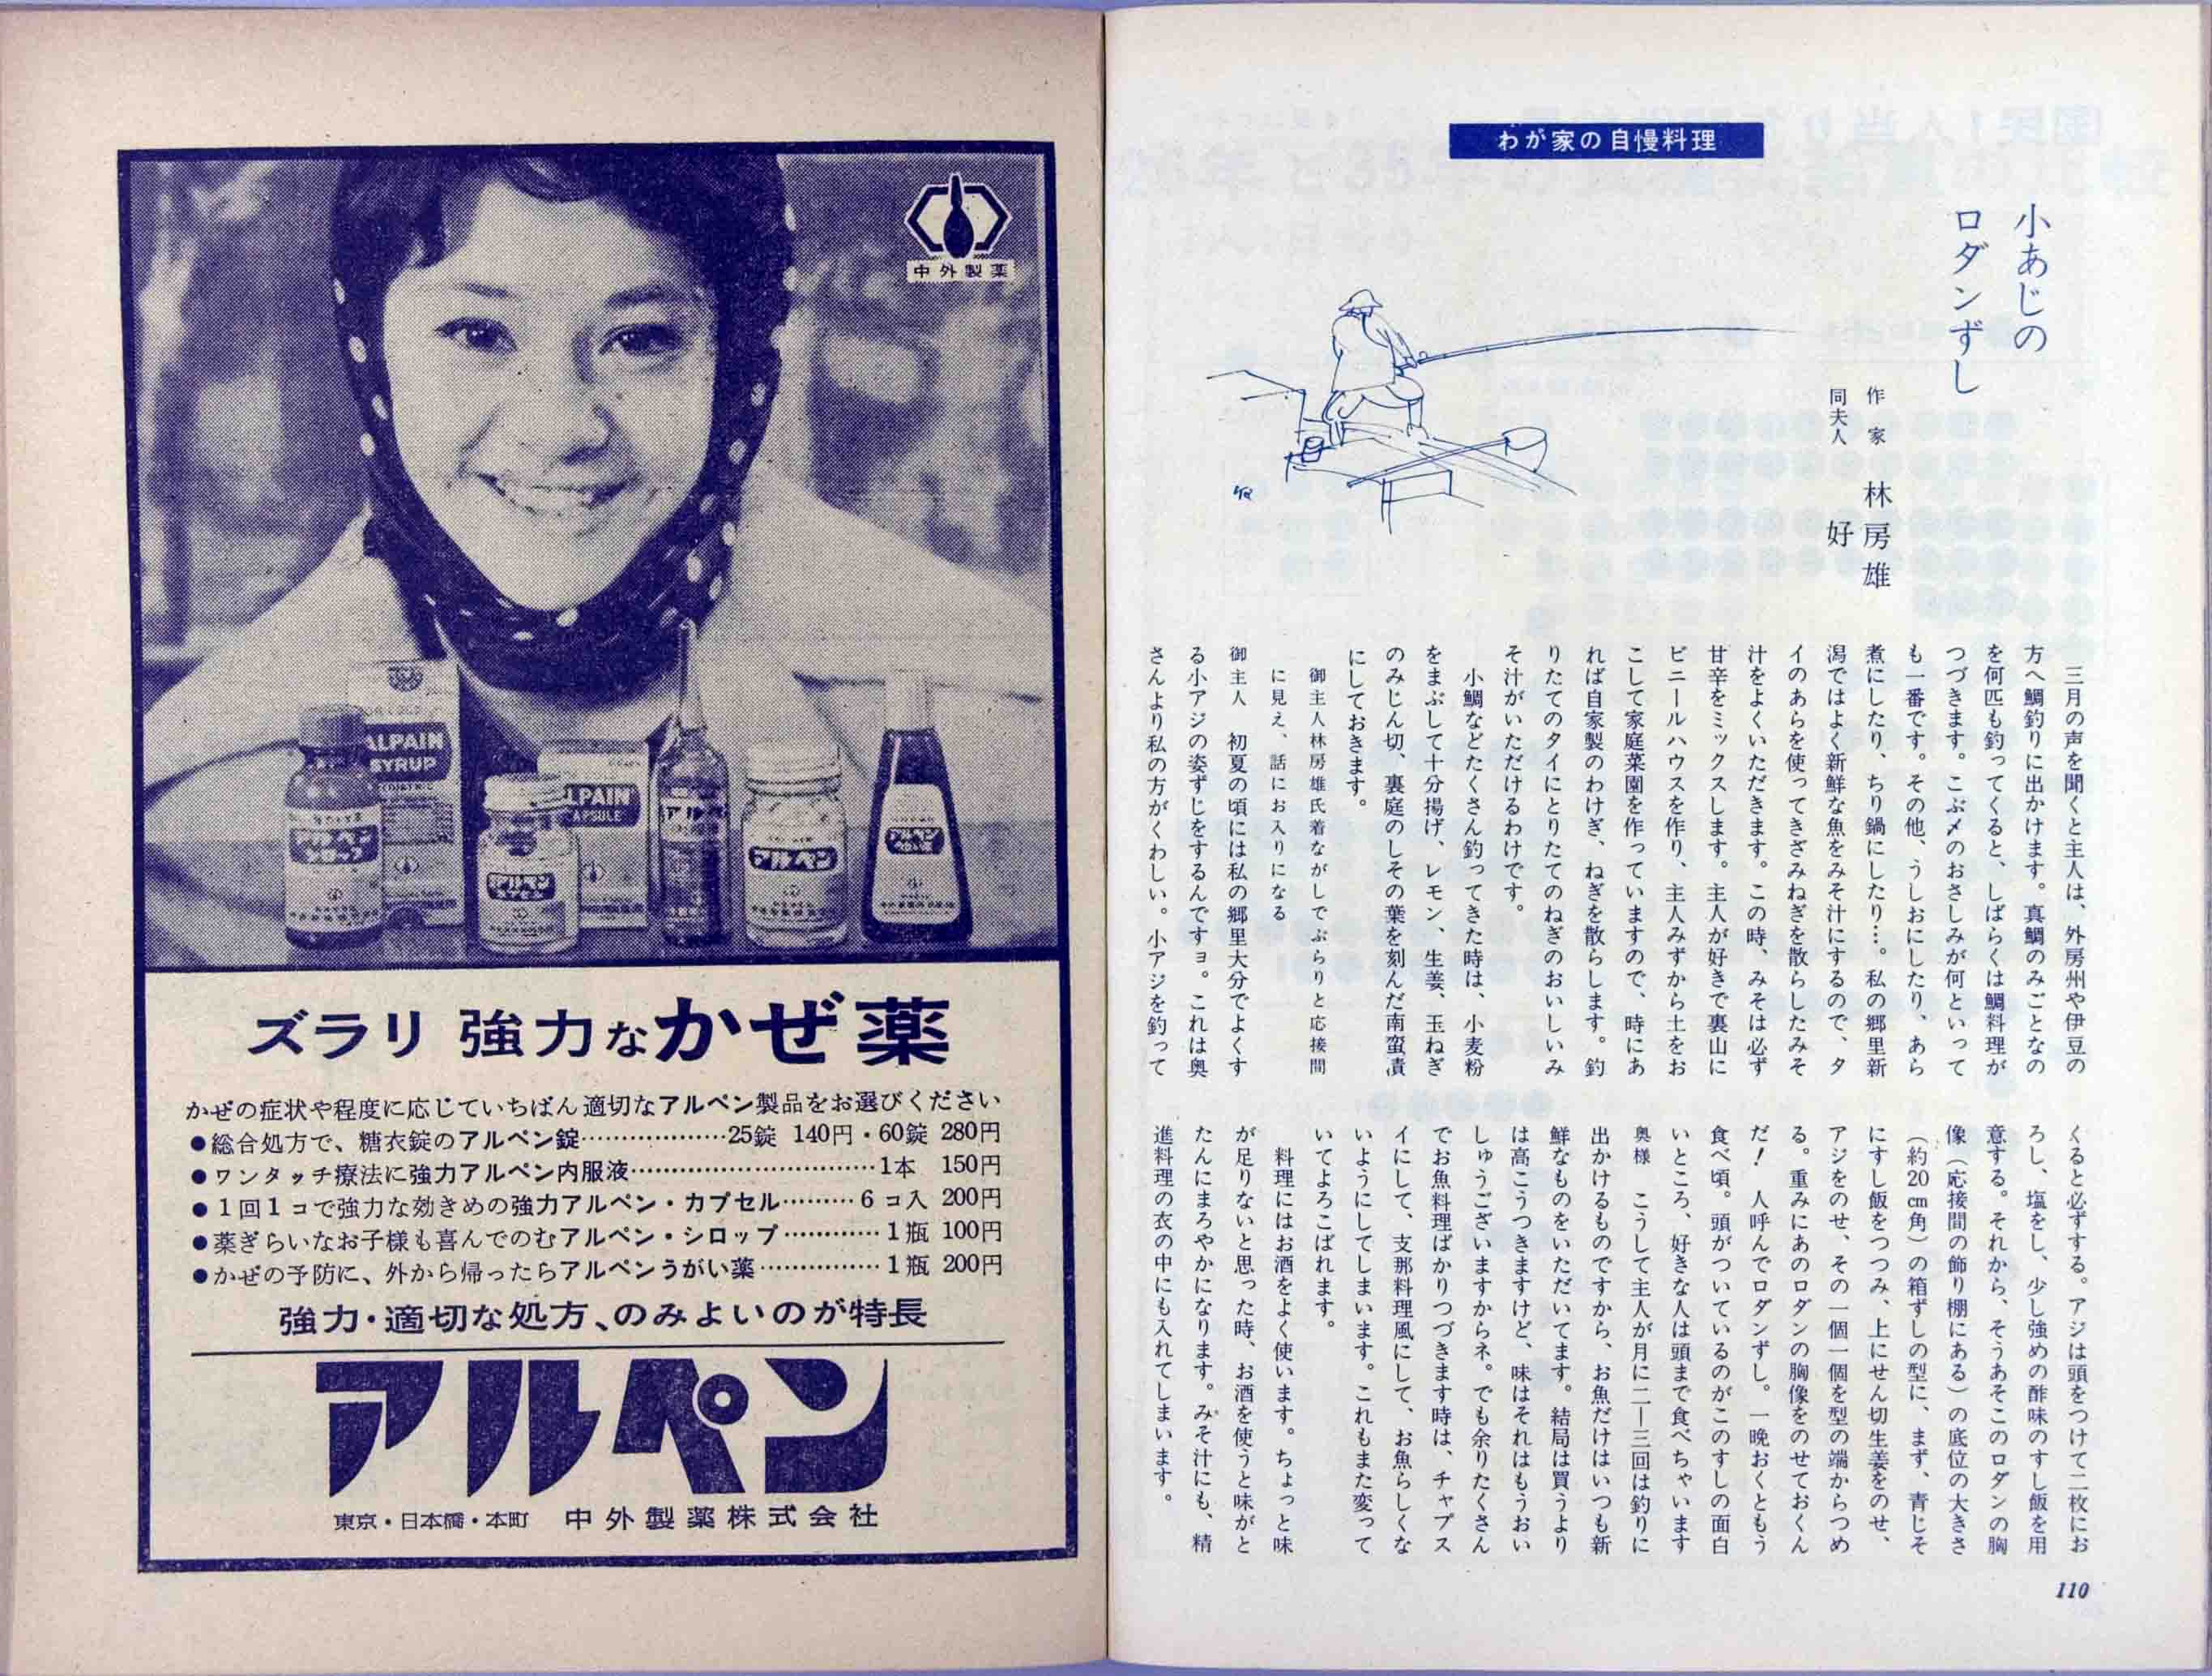 わが家の自慢料理
小あじの
ロダンずし
作家 林房雄
同夫人 好
三月の声を聞くと主人は、外房州や伊豆の
方へ鯛釣りに出かけます。真鯛のみごとなの
を何匹も釣ってくると、しばらくは鯛料理が
つづきます。こぶ〆のおさしみが何といって
も一番です。その他、うしおにしたり、あら
煮にしたり、ちり鍋にしたり…。私の郷里新
潟ではよく新鮮な魚をみそ汁にするので、タ
イのあらを使ってきざみねぎを散らしたみそ
汁をよくいただきます。この時、みそは必ず
甘辛をミックスします。主人が好きで裏山に
ビニールハウスを作り、主人みずから土をお
こして家庭菜園を作っていますので、時にあ
れば自家製のわけぎ、ねぎを散らします。釣
りたてのタイにとりたてのねぎのおいしいみ
そ汁がいただけるわけです。
小鯛などたくさん釣ってきた時は、小麦粉
をまぶして十分揚げ、レモン、生姜、玉ねぎ
のみじん切、裏庭のしその葉を刻んだ南蛮漬
にしておきます。
御主人林房雄氏着ながしでぶらりと応接間
に見え、話にお入りになる
御主人 初夏の頃には私の郷里大分でよくす
る小アジの姿ずしをするんですョ。これは奥
さんより私の方がくわしい。小アジを釣って
くると必ずする。アジは頭をつけて二枚にお
ろし、塩をし、少し強めの酢味のすし飯を用
意する。それから、そうあそこのロダンの胸
像(応接間の飾り棚にある)の底位の大きさ
(約20cm角)の箱ずしの型に、まず、青じそ
にすし飯をつつみ、上にせん切生姜をのせ、
アジをのせ、その一個一個を型の端からつめ
る。重みにあのロダンの胸像をのせておくん
だ! 人呼んでロダンずし。一晩おくともう
食べ頃。頭がついているのがこのすしの面白
いところ、好きな人は頭まで食べちゃいます
奥様 こうして主人が月に二―三回は釣りに
出かけるものですから、お魚だけはいつも新
鮮なものをいただいてます。結局は買うより
は高こうつきますけど、味はそれはもうおい
しゅうございますからネ。でも余りたくさん
でお魚料理ばかりつづきます時は、チャプス
イにして、支那料理風にして、お魚らしくな
いようにしてしまいます。これもまた変って
いてよろこばれます。
料理にはお酒をよく使います。ちょっと味
が足りないと思った時、お酒を使うと味がと
たんにまろやかになります。みそ汁にも、精
進料理の衣の中にも入れてしまいます。
110
中外製薬
ALPAIN
SYRUP
アルペン
シロップ
ALPAIN
CAPSULE
アルペン
アルペン
アルペン
アルペン
うがい薬
ズラリ 強力なかぜ薬
かぜの症状や程度に応じていちばん適切なアルペン製品をお選びください
●総合処方で、糖衣錠のアルペン錠………………25錠 140円・60錠 280円
●ワンタッチ療法に強力アルペン内服液…………………………1本 150円
●1回1コで強力な効きめの強力アルペン・カプセル………6コ入 200円
●薬ぎらいなお子様も喜んでのむアルペン・シロップ…………1瓶 100円
●かぜの予防に、外から帰ったらアルペンうがい薬……………1瓶 200円
強力・適切な処方、のみよいのが特長
アルペン
東京・日本橋・本町 中外製薬株式会社